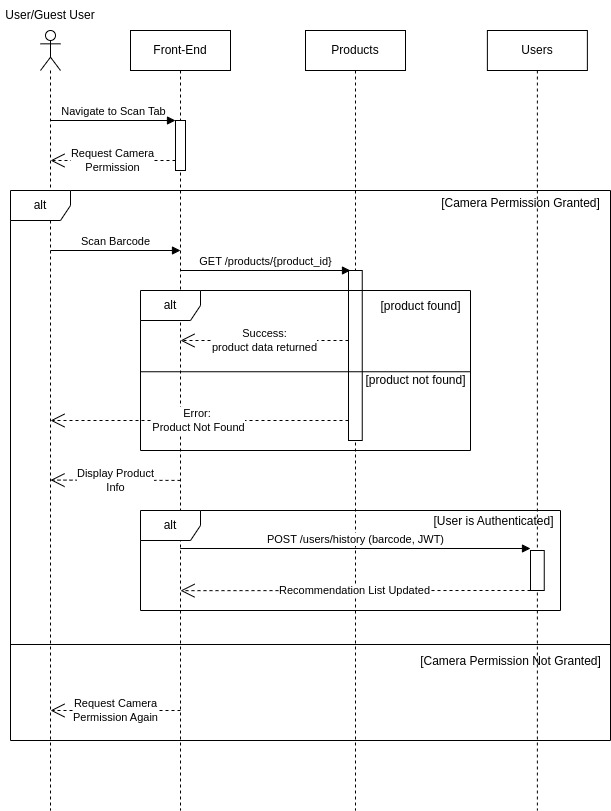 User/Guest User
Front-End
Products
Users
Navigate to Scan Tab
Request Camera
Permission
alt
[Camera Permission Granted]
Scan Barcode
GET /products/{product_id}
alt
[product found]
Success:
product data returned
[product not found]
Error:
Product Not Found
Display Product
Info
alt
[User is Authenticated]
POST /users/history (barcode, JWT)
Recommendation List Updated
[Camera Permission Not Granted]
Request Camera
Permission Again